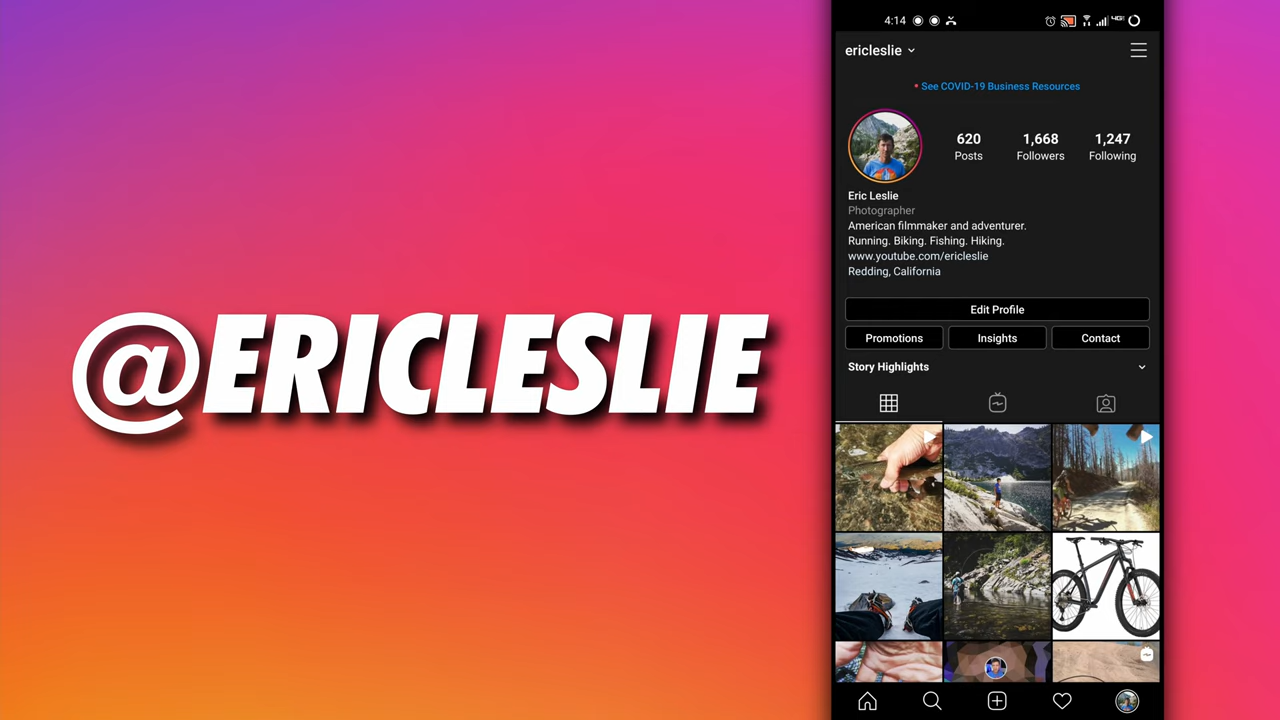 @ERICLESLIE
4:14
4G
ericleslie
See COVID-19 Business Resources
620 1,668 1,247
Posts Followers Following
Eric Leslie
Photographer
American filmmaker and adventurer.
Running. Biking. Fishing. Hiking.
www.youtube.com/ericleslie
Redding, California
Edit Profile
Promotions Insights Contact
Story Highlights